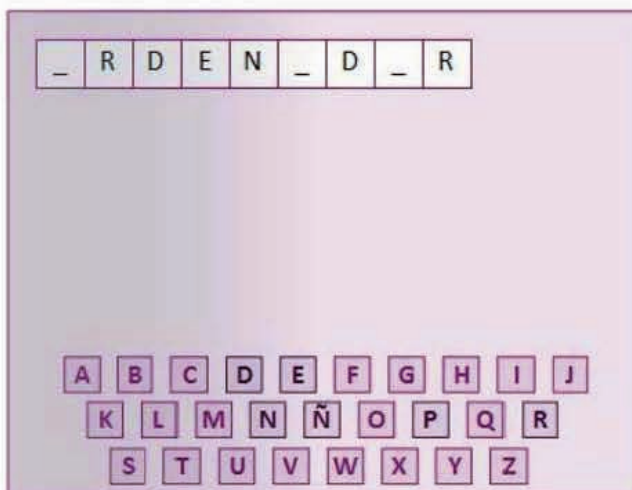 _ R D E N _ D _ R
A B C D E F G H I J
K L M N Ñ O P Q R
S T U V W X Y Z